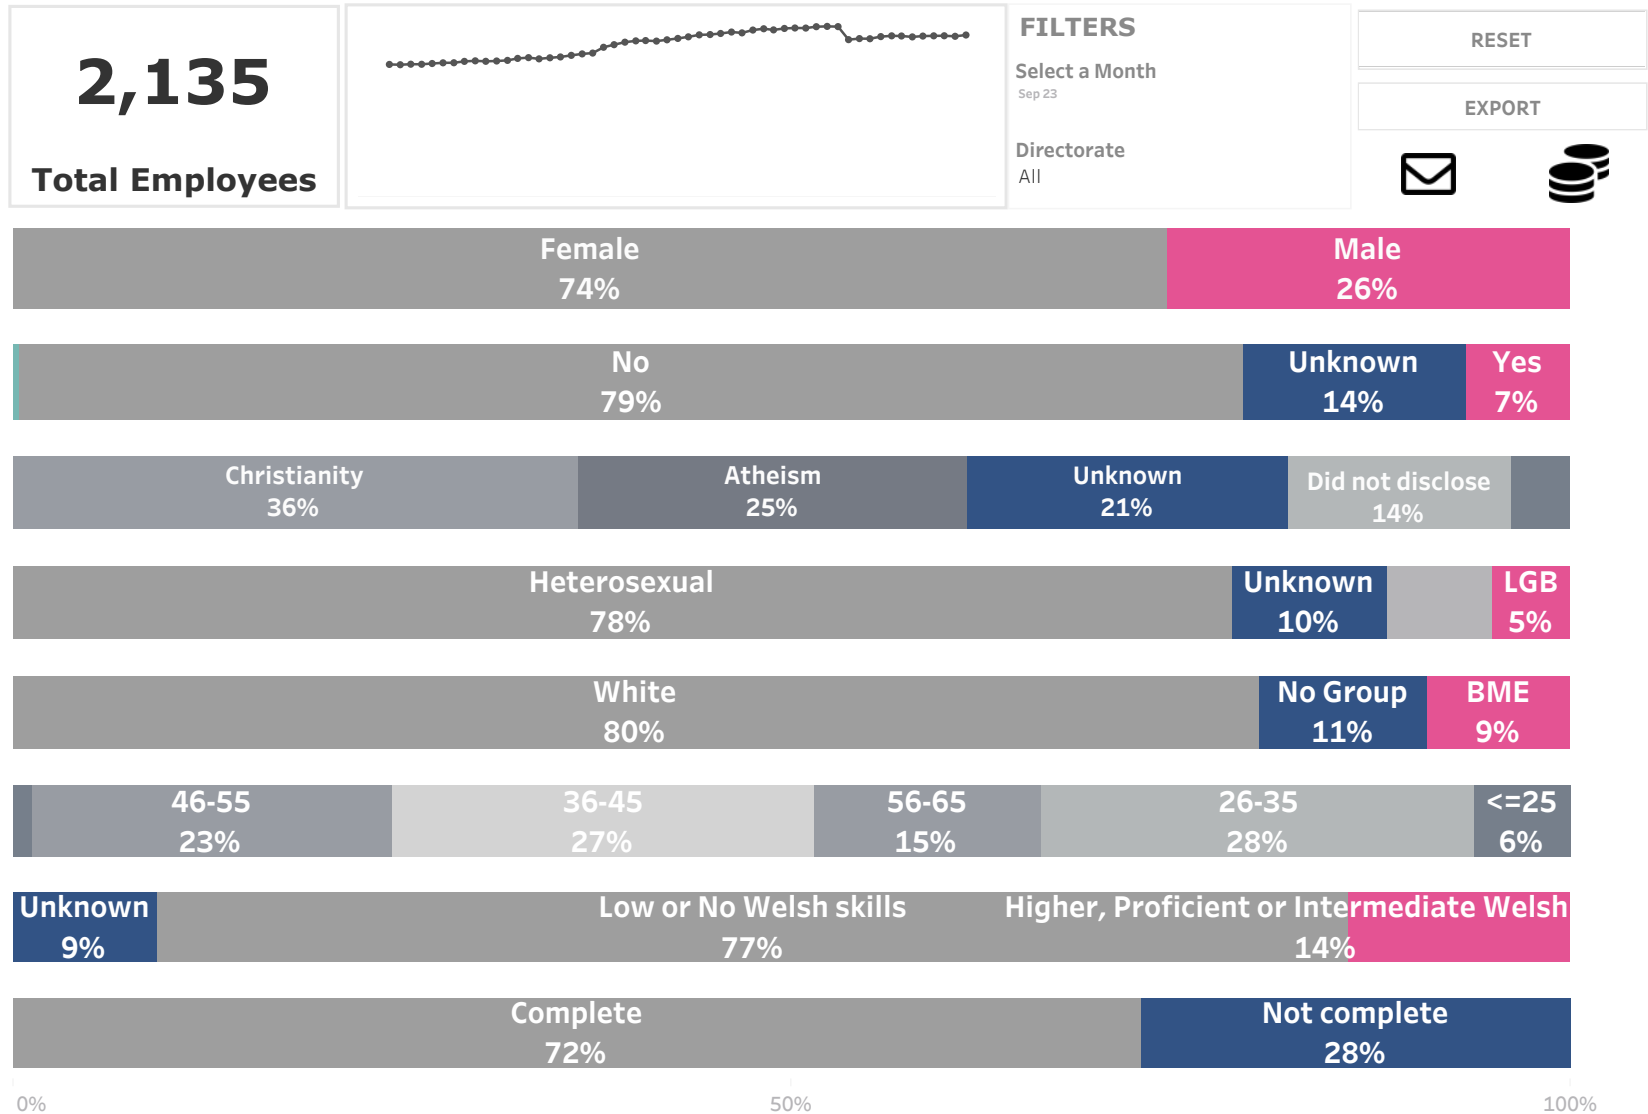 2,135
Total Employees
FILTERS
Select a Month
Sep 23
Directorate
All
RESET
EXPORT
Female
74%
Male
26%
No
79%
Unknown
14%
Yes
7%
Christianity
36%
Atheism
25%
Unknown
21%
Did not disclose
14%
Heterosexual
78%
Unknown
10%
LGB
5%
White
80%
No Group
11%
BME
9%
46-55
23%
36-45
27%
56-65
15%
26-35
28%
<=25
6%
Unknown
9%
Low or No Welsh skills
77%
Higher, Proficient or Intermediate Welsh
14%
Complete
72%
Not complete
28%
0%
50%
100%